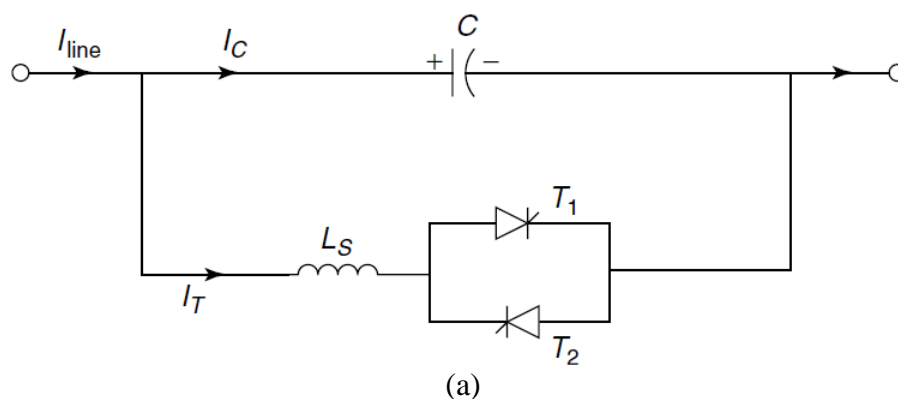 I_line
I_C
C
+ −
T_1
L_S
I_T
T_2
(a)